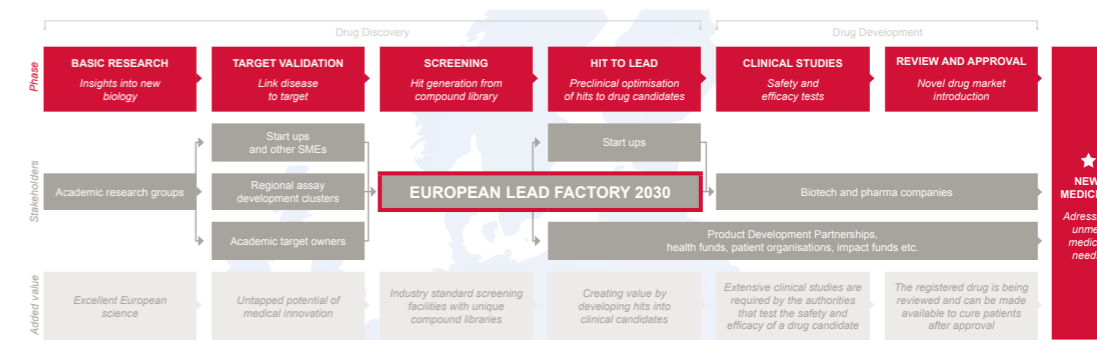 Drug Discovery
Drug Development
Phase
BASIC RESEARCH
Insights into new
biology
TARGET VALIDATION
Link disease
to target
SCREENING
Hit generation from
compound library
HIT TO LEAD
Preclinical optimisation
of hits to drug candidates
CLINICAL STUDIES
Safety and
efficacy tests
REVIEW AND APPROVAL
Novel drug market
introduction
Stakeholders
Academic research groups
Start ups
and other SMEs
Regional assay
development clusters
Academic target owners
EUROPEAN LEAD FACTORY 2030
Start ups
Biotech and pharma companies
Product Development Partnerships,
health funds, patient organisations, impact funds etc.
NEW
MEDICIN
Adress
unme
medic
need
Added value
Excellent European
science
Untapped potential of
medical innovation
Industry standard screening
facilities with unique
compound libraries
Creating value by
developing hits into
clinical candidates
Extensive clinical studies are
required by the authorities
that test the safety and
efficacy of a drug candidate
The registered drug is being
reviewed and can be made
available to cure patients
after approval